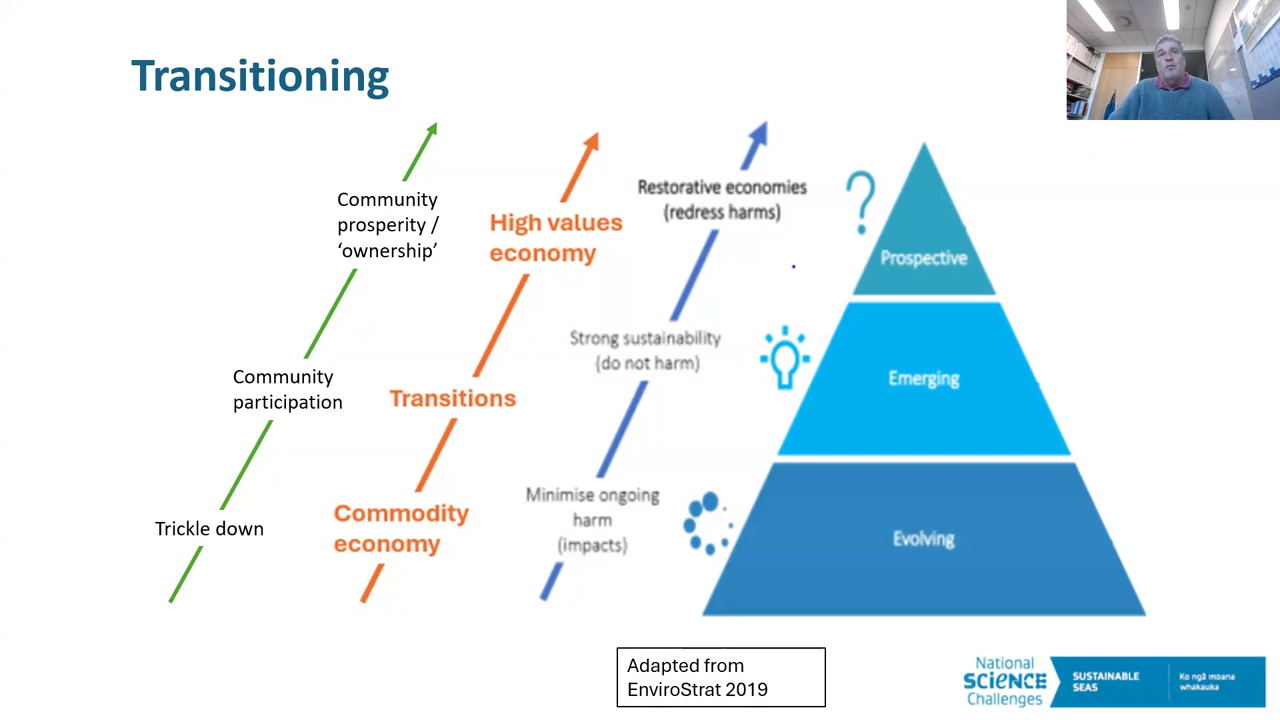 Transitioning
Community
prosperity /
‘ownership’
Community
participation
Trickle down
High values
economy
Transitions
Commodity
economy
Restorative economies
(redress harms)
Strong sustainability
(do not harm)
Minimise ongoing
harm
(impacts)
?
Prospective
Emerging
Evolving
Adapted from
EnviroStrat 2019
National
SCIENCE
Challenges
SUSTAINABLE
SEAS
Ko ngā moana
whakauka